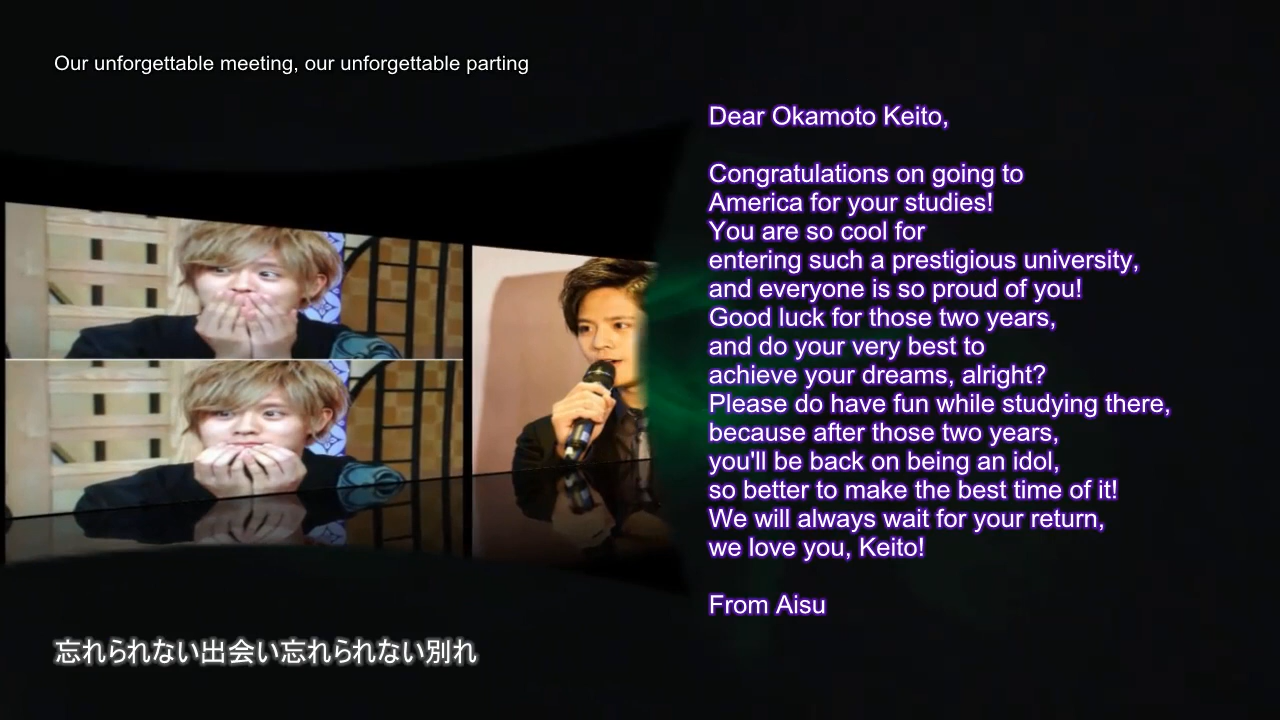 Our unforgettable meeting, our unforgettable parting
Dear Okamoto Keito,
Congratulations on going to
America for your studies!
You are so cool for
entering such a prestigious university,
and everyone is so proud of you!
Good luck for those two years,
and do your very best to
achieve your dreams, alright?
Please do have fun while studying there,
because after those two years,
you'll be back on being an idol,
so better to make the best time of it!
We will always wait for your return,
we love you, Keito!
From Aisu
忘れられない出会い忘れられない別れ